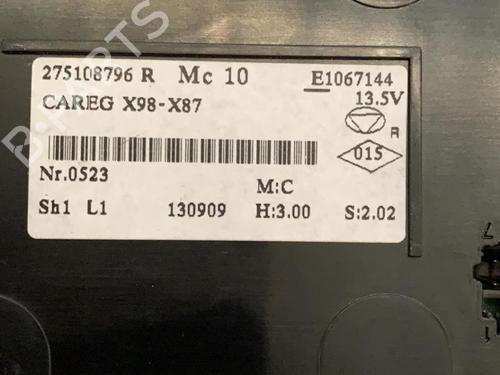 275108796 R Mc 10 E1067144
CAREG X98-X87 13.5V
R
015
Nr.0523
M:C
Sh1 L1 130909 H:3.00 S:2.02
B-PARTS